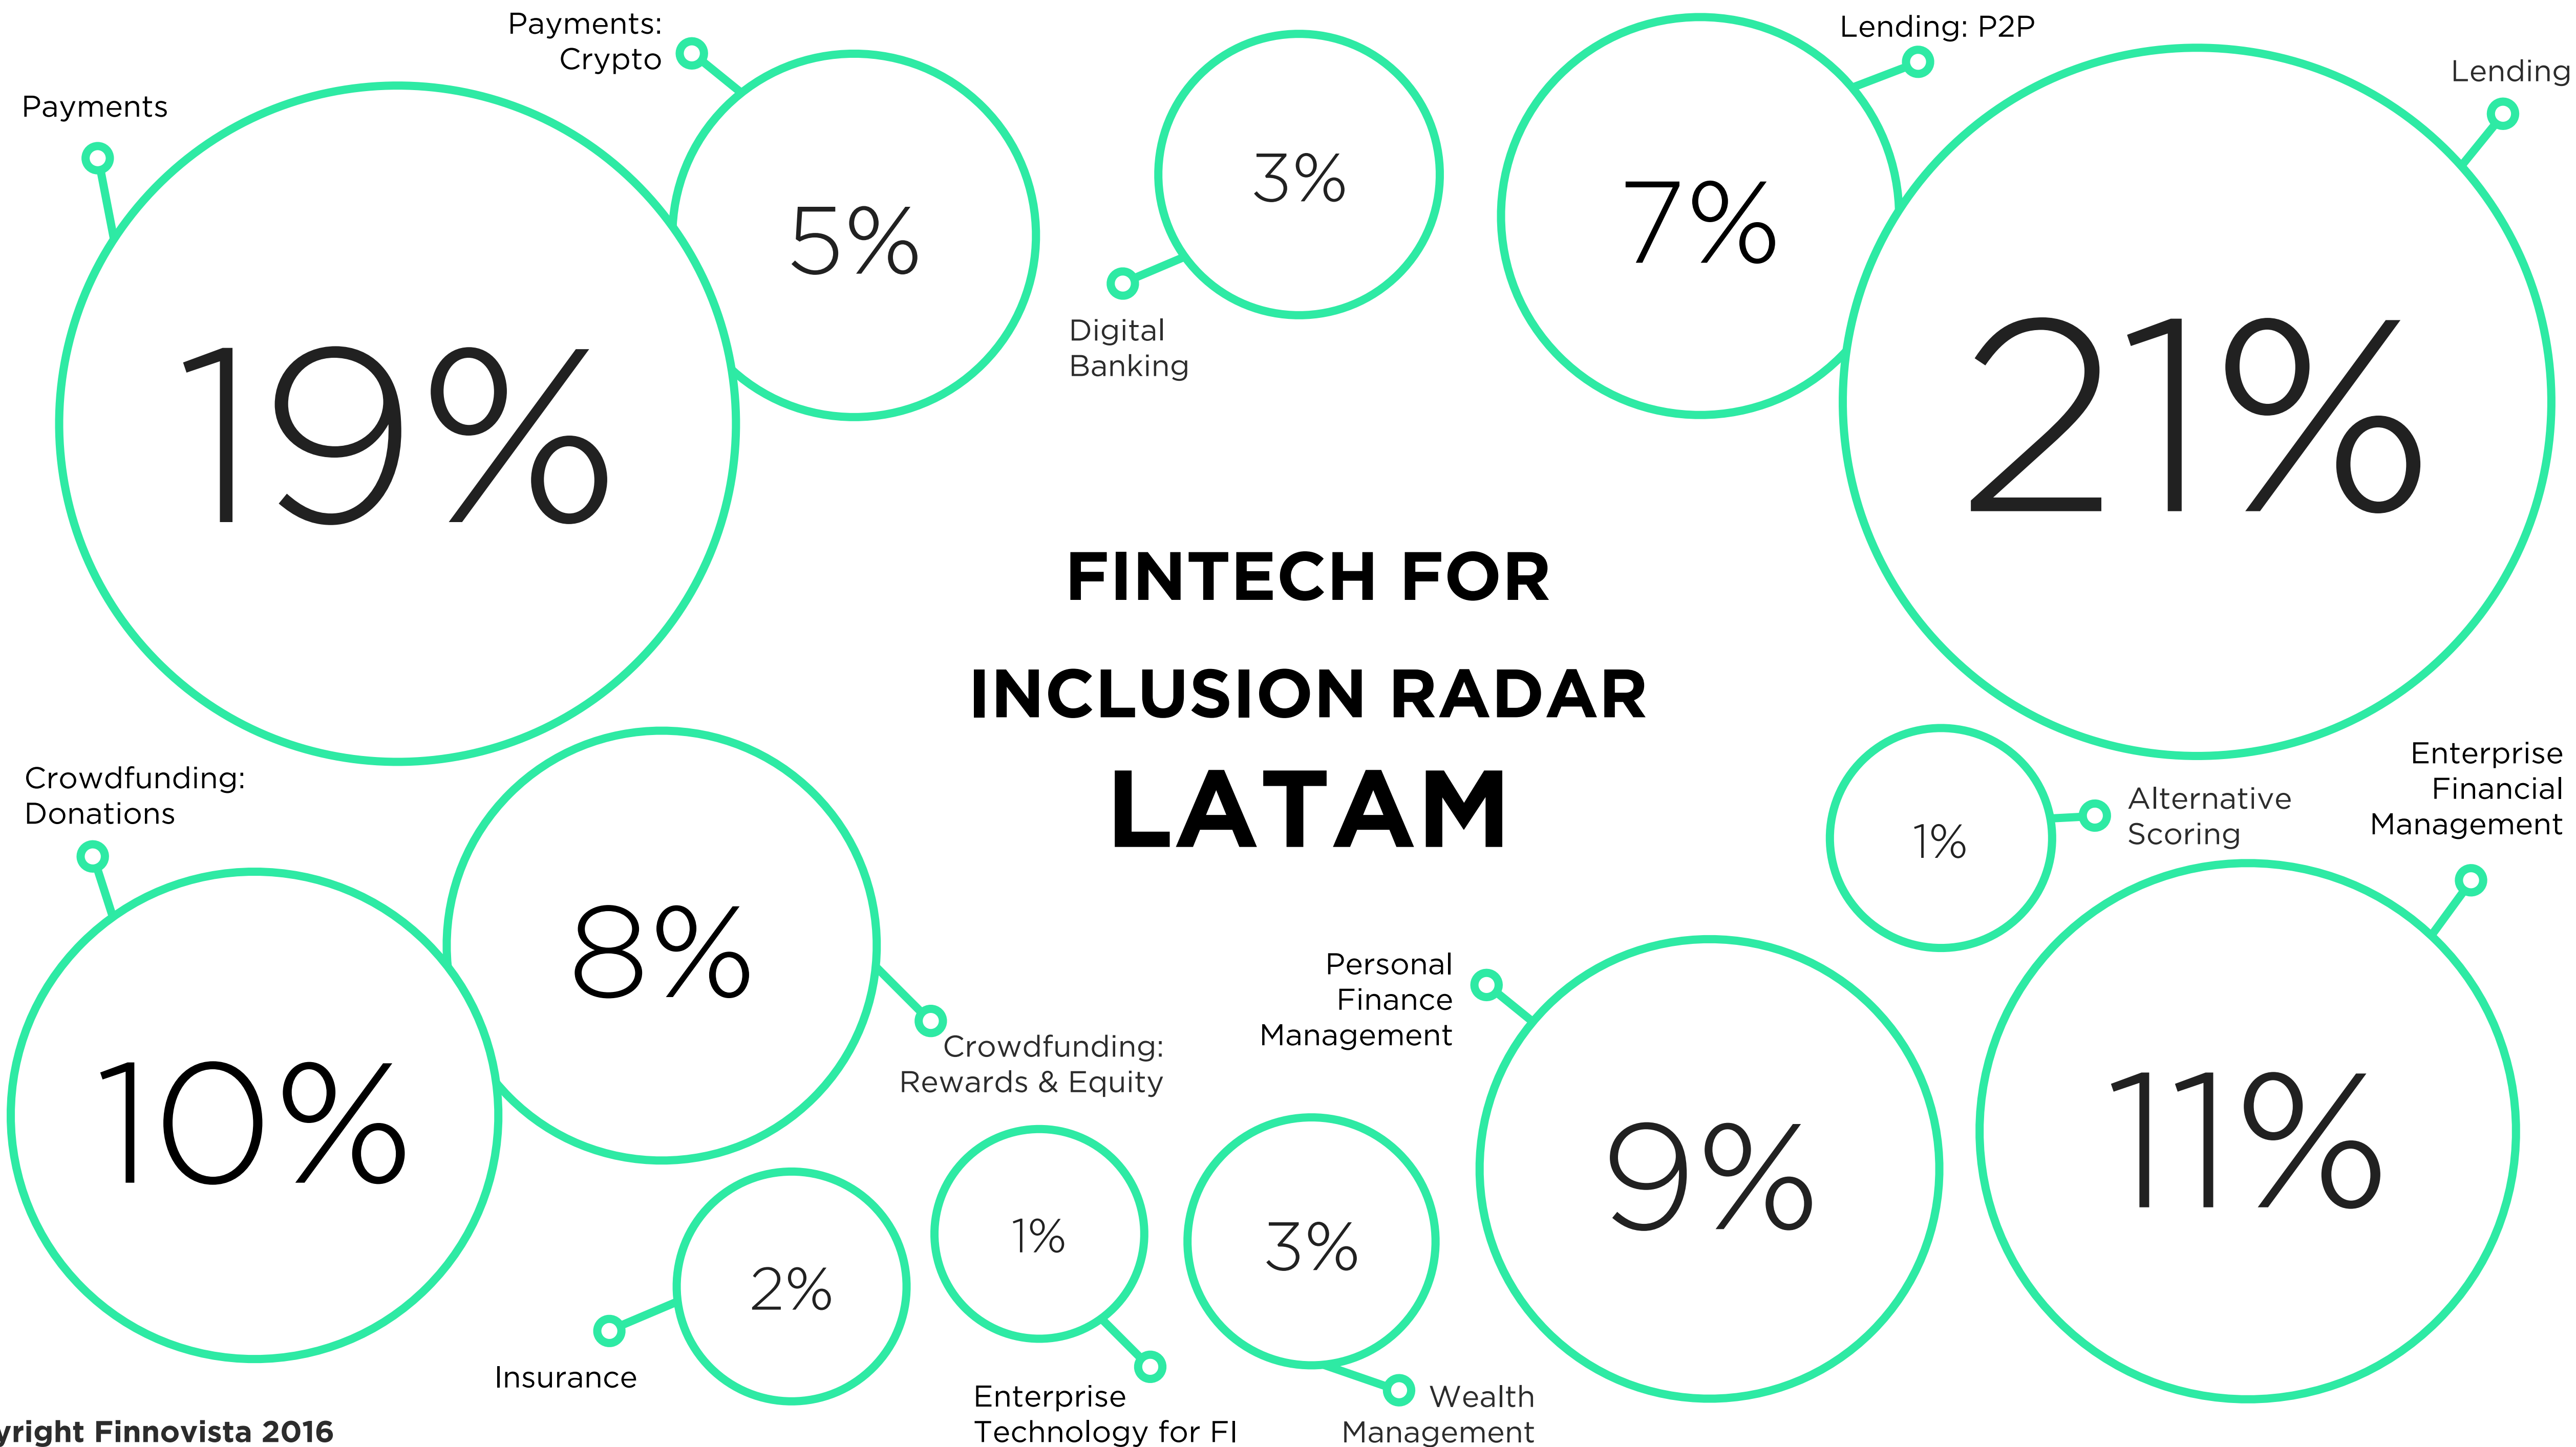 Payments:
Crypto
Payments
19%
5%
3%
Digital
Banking
7%
Lending: P2P
Lending
21%
FINTECH FOR
INCLUSION RADAR
LATAM
Crowdfunding:
Donations
10%
8%
Crowdfunding:
Rewards & Equity
1%
Alternative
Scoring
Enterprise
Financial
Management
11%
Personal
Finance
Management
9%
2%
Insurance
1%
Enterprise
Technology for FI
3%
Wealth
Management
yright Finnovista 2016